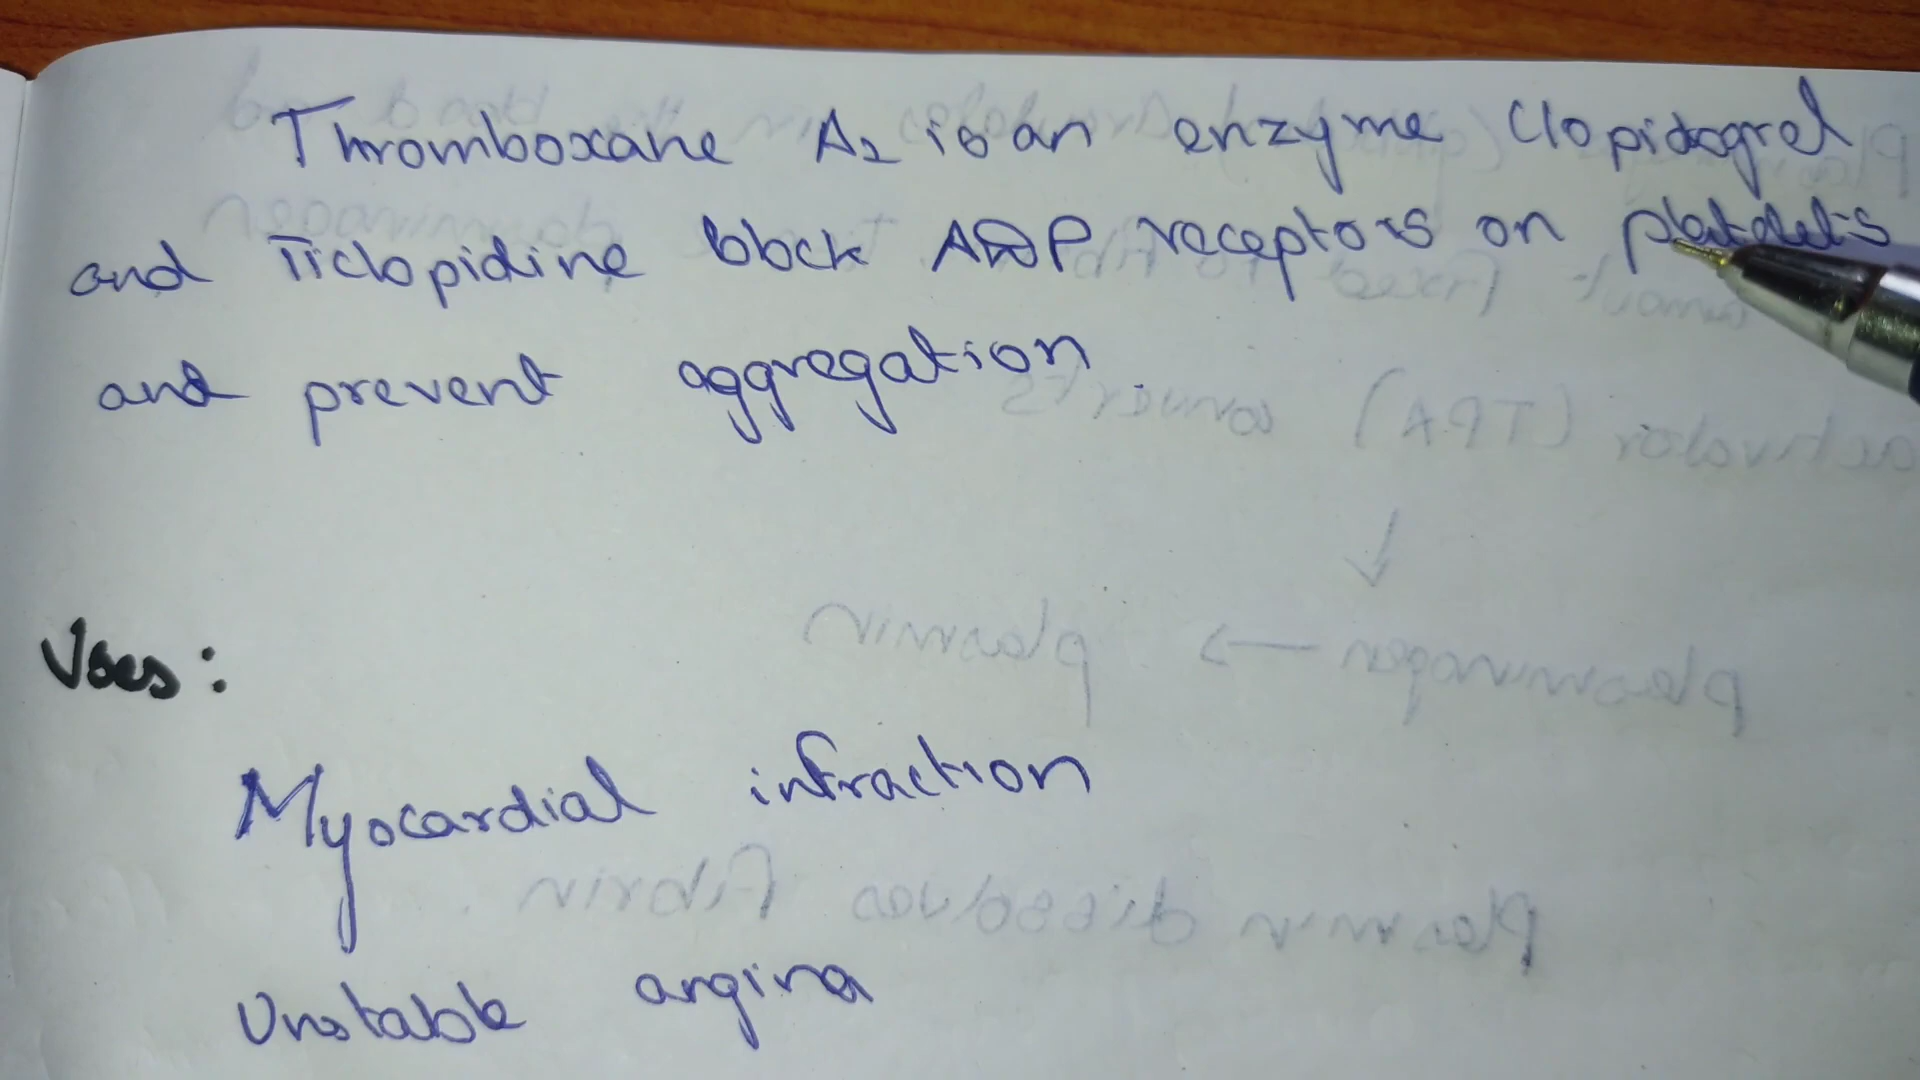 Thromboxane A2 is an enzyme Clopidogrel
and Ticlopidine block ADP receptors on platelets
and prevent aggregation.
Uses:
Myocardial infraction
Unstable angina